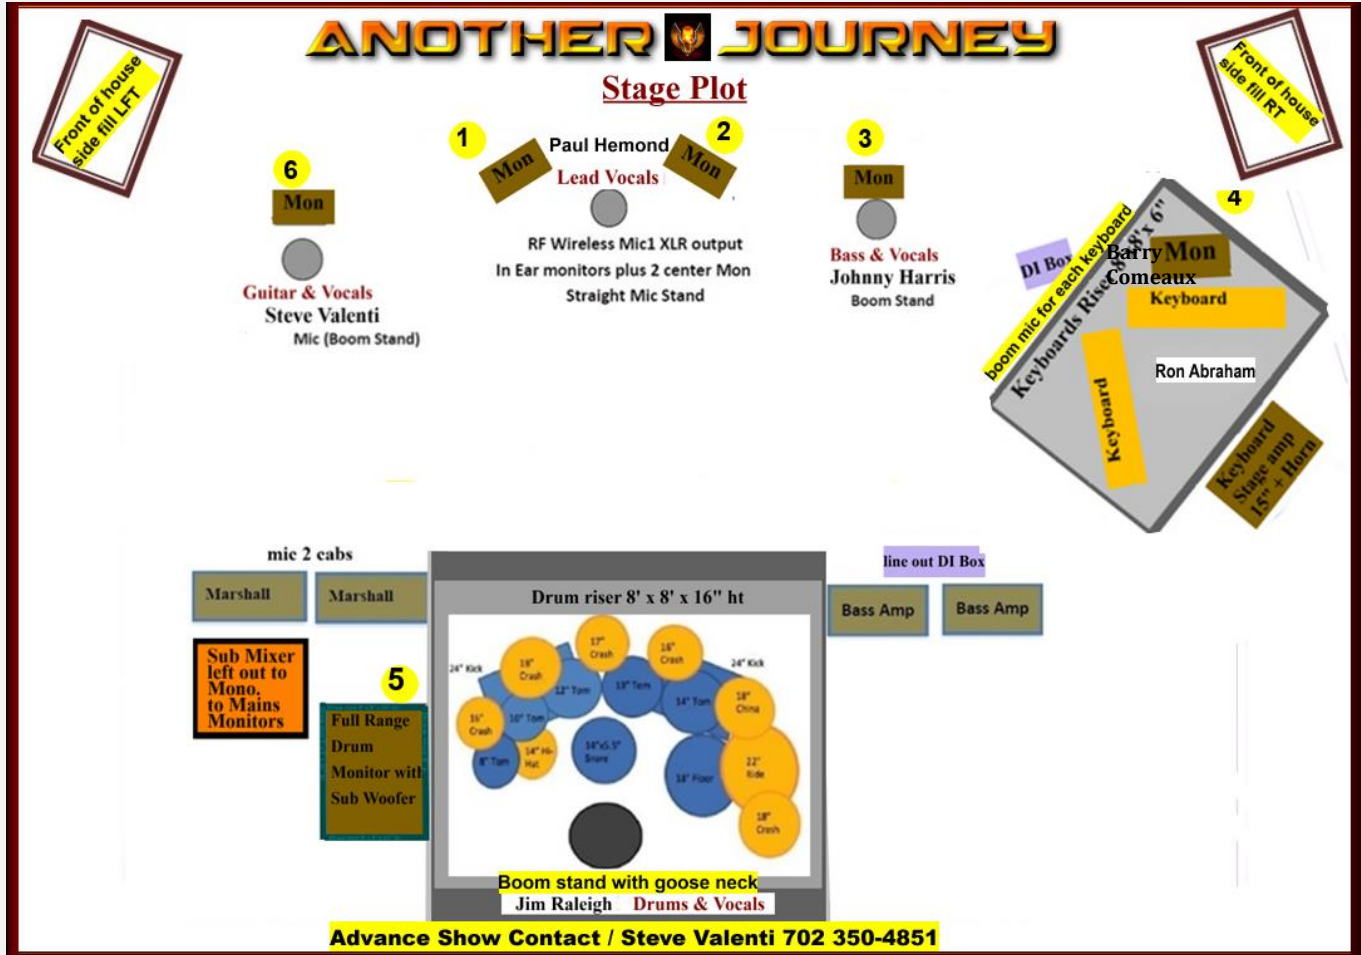 ANOTHER JOURNEY
Stage Plot
Front of house
side fill LFT
Front of house
side fill RT
1
Mon
Paul Hemond
2
Mon
Lead Vocals
RF Wireless Mic1 XLR output
In Ear monitors plus 2 center Mon
Straight Mic Stand
6
Mon
Guitar & Vocals
Steve Valenti
Mic (Boom Stand)
3
Mon
Bass & Vocals
Johnny Harris
Boom Stand
4
DI Box
boom mic for each keyboard
Keyboards Riser 8' x 6"
Mon
Barry
Comeaux
Keyboard
Keyboard
Ron Abraham
Keyboard
Stage amp
15" + Horn
mic 2 cabs
Marshall
Marshall
line out DI Box
Bass Amp
Bass Amp
Sub Mixer
left out to
Mono.
to Mains
Monitors
5
Full Range
Drum
Monitor with
Sub Woofer
Drum riser 8' x 8' x 16" ht
24" Kick
24" Kick
17"
Crash
16"
Crash
Crash
12" Tom
13" Tom
14" Tom
18"
China
16"
Crash
10" Tom
8" Tom
14" Hi-
Hat
14"x5.5"
Snare
Floor
22"
Ride
18"
Crash
Boom stand with goose neck
Jim Raleigh Drums & Vocals
Advance Show Contact / Steve Valenti 702 350-4851